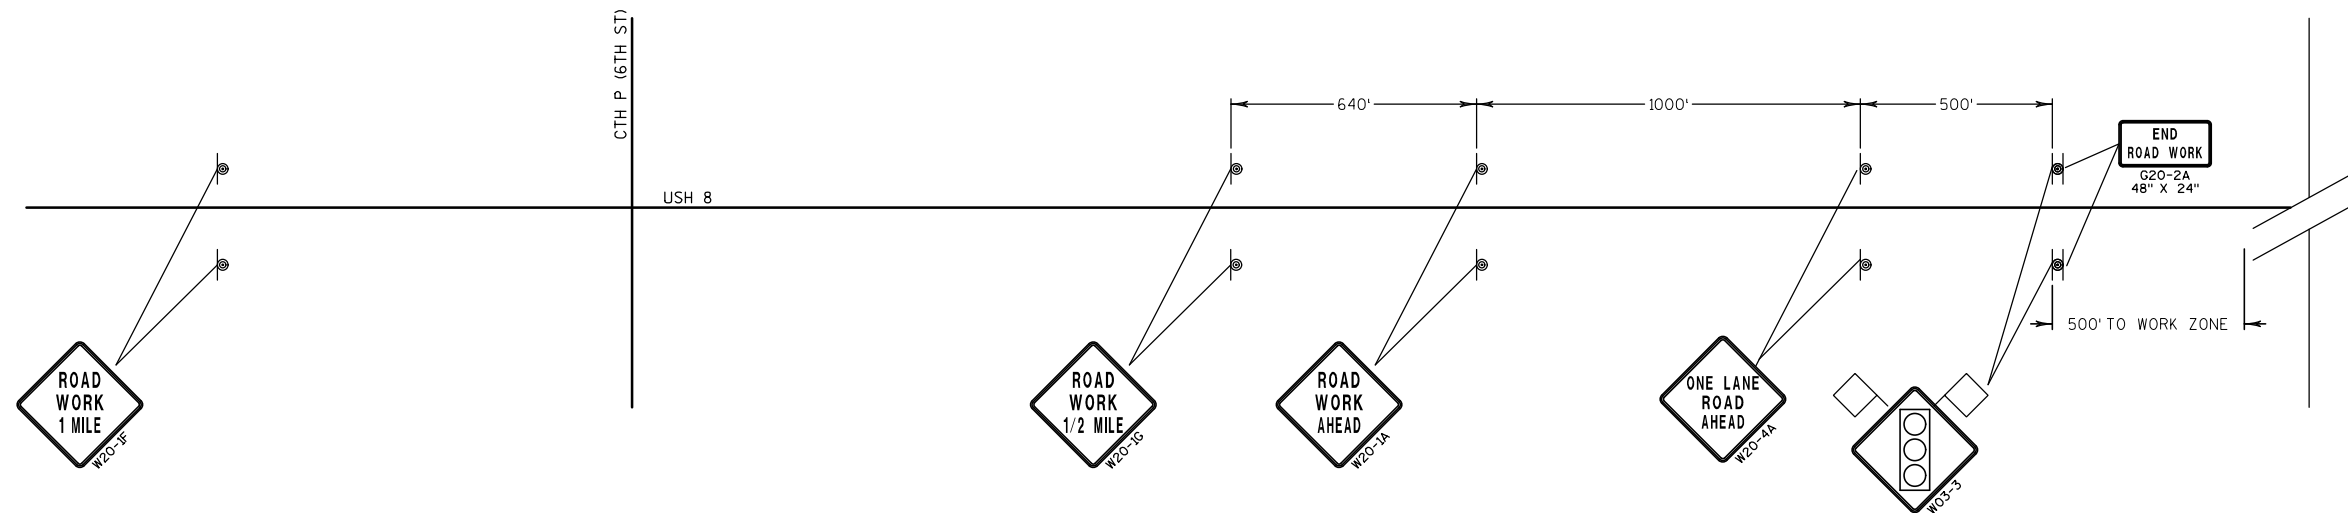 CTH P (6TH ST)
USH 8
640'
1000'
500'
END
ROAD WORK
G20-2A
48" X 24"
500' TO WORK ZONE
ROAD
WORK
1 MILE
W20-1F
ROAD
WORK
1/2 MILE
W20-1G
ROAD
WORK
AHEAD
W20-1A
ONE LANE
ROAD
AHEAD
W20-4A
W03-3